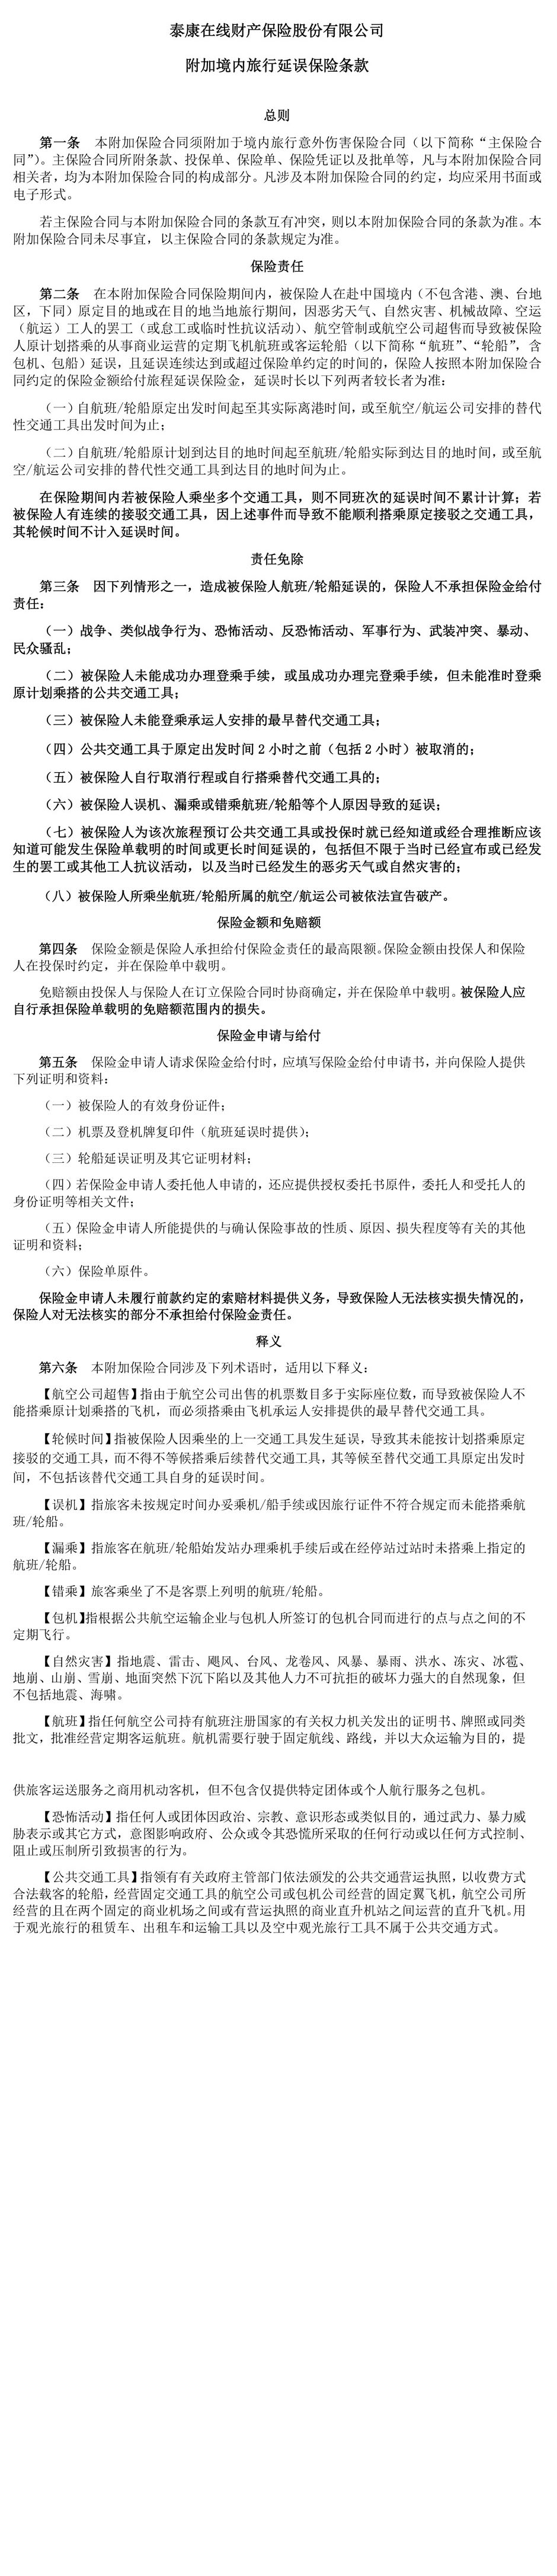 泰康在线财产保险股份有限公司
附加境内旅行延误保险条款
总则
第一条　本附加保险合同须附加于境内旅行意外伤害保险合同（以下简称“主保险合
同”）。主保险合同所附条款、投保单、保险单、保险凭证以及批单等，凡与本附加保险合同
相关者，均为本附加保险合同的构成部分。凡涉及本附加保险合同的约定，均应采用书面或
电子形式。
若主保险合同与本附加保险合同的条款互有冲突，则以本附加保险合同的条款为准。本
附加保险合同未尽事宜，以主保险合同的条款规定为准。
保险责任
第二条　在本附加保险合同保险期间内，被保险人在赴中国境内（不包含港、澳、台地
区，下同）原定目的地或在目的地当地旅行期间，因恶劣天气、自然灾害、机械故障、空运
（航运）工人的罢工（或怠工或临时性抗议活动）、航空管制或航空公司超售而导致被保险
人原计划搭乘的从事商业运营的定期飞机航班或客运轮船（以下简称“航班”、“轮船”，含
包机、包船）延误，且延误连续达到或超过保险单约定的时间的，保险人按照本附加保险合
同约定的保险金额给付旅程延误保险金，延误时长以下列两者较长者为准：
（一）自航班/轮船原定出发时间起至其实际离港时间，或至航空/航运公司安排的替代
性交通工具出发时间为止；
（二）自航班/轮船原计划到达目的地时间起至航班/轮船实际到达目的地时间，或至航
空/航运公司安排的替代性交通工具到达目的地时间为止。
在保险期间内若被保险人乘坐多个交通工具，则不同班次的延误时间不累计计算；若
被保险人有连续的接驳交通工具，因上述事件而导致不能顺利搭乘原定接驳之交通工具，
其轮候时间不计入延误时间。
责任免除
第三条　因下列情形之一，造成被保险人航班/轮船延误的，保险人不承担保险金给付
责任：
（一）战争、类似战争行为、恐怖活动、反恐怖活动、军事行为、武装冲突、暴动、
民众骚乱；
（二）被保险人未能成功办理登乘手续，或虽成功办理完登乘手续，但未能准时登乘
原计划乘搭的公共交通工具；
（三）被保险人未能登乘承运人安排的最早替代交通工具；
（四）公共交通工具于原定出发时间 2 小时之前（包括 2 小时）被取消的；
（五）被保险人自行取消行程或自行搭乘替代交通工具的；
（六）被保险人误机、漏乘或错乘航班/轮船等个人原因导致的延误；
（七）被保险人为该次旅程预订公共交通工具或投保时就已经知道或经合理推断应该
知道可能发生保险单载明的时间或更长时间延误的，包括但不限于当时已经宣布或已经发
生的罢工或其他工人抗议活动，以及当时已经发生的恶劣天气或自然灾害的；
（八）被保险人所乘坐航班/轮船所属的航空/航运公司被依法宣告破产。
保险金额和免赔额
第四条　保险金额是保险人承担给付保险金责任的最高限额。保险金额由投保人和保险
人在投保时约定，并在保险单中载明。
免赔额由投保人与保险人在订立保险合同时协商确定，并在保险单中载明。被保险人应
自行承担保险单载明的免赔额范围内的损失。
保险金申请与给付
第五条　保险金申请人请求保险金给付时，应填写保险金给付申请书，并向保险人提供
下列证明和资料：
（一）被保险人的有效身份证件；
（二）机票及登机牌复印件（航班延误时提供）；
（三）轮船延误证明及其它证明材料；
（四）若保险金申请人委托他人申请的，还应提供授权委托书原件，委托人和受托人的
身份证明等相关文件；
（五）保险金申请人所能提供的与确认保险事故的性质、原因、损失程度等有关的其他
证明和资料；
（六）保险单原件。
保险金申请人未履行前款约定的索赔材料提供义务，导致保险人无法核实损失情况的，
保险人对无法核实的部分不承担给付保险金责任。
释义
第六条　本附加保险合同涉及下列术语时，适用以下释义：
【航空公司超售】指由于航空公司出售的机票数目多于实际座位数，而导致被保险人不
能搭乘原计划乘搭的飞机，而必须搭乘由飞机承运人安排提供的最早替代交通工具。
【轮候时间】指被保险人因乘坐的上一交通工具发生延误，导致其未能按计划搭乘原定
接驳的交通工具，而不得不等候搭乘后续替代交通工具，其等候至替代交通工具原定出发时
间，不包括该替代交通工具自身的延误时间。
【误机】指旅客未按规定时间办妥乘机/船手续或因旅行证件不符合规定而未能搭乘航
班/轮船。
【漏乘】指旅客在航班/轮船始发站办理乘机手续后或在经停站过站时未搭乘上指定的
航班/轮船。
【错乘】旅客乘坐了不是客票上列明的航班/轮船。
【包机】指根据公共航空运输企业与包机人所签订的包机合同而进行的点与点之间的不
定期飞行。
【自然灾害】指地震、雷击、飓风、台风、龙卷风、风暴、暴雨、洪水、冻灾、冰雹、
地崩、山崩、雪崩、地面突然下沉下陷以及其他人力不可抗拒的破坏力强大的自然现象，但
不包括地震、海啸。
【航班】指任何航空公司持有航班注册国家的有关权力机关发出的证明书、牌照或同类
批文，批准经营定期客运航班。航机需要行驶于固定航线、路线，并以大众运输为目的，提
供旅客运送服务之商用机动客机，但不包含仅提供特定团体或个人航行服务之包机。
【恐怖活动】指任何人或团体因政治、宗教、意识形态或类似目的，通过武力、暴力威
胁表示或其它方式，意图影响政府、公众或令其恐慌所采取的任何行动或以任何方式控制、
阻止或压制所引致损害的行为。
【公共交通工具】指领有有关政府主管部门依法颁发的公共交通营运执照，以收费方式
合法载客的轮船，经营固定交通工具的航空公司或包机公司经营的固定翼飞机，航空公司所
经营的且在两个固定的商业机场之间或有营运执照的商业直升机站之间运营的直升飞机。用
于观光旅行的租赁车、出租车和运输工具以及空中观光旅行工具不属于公共交通方式。